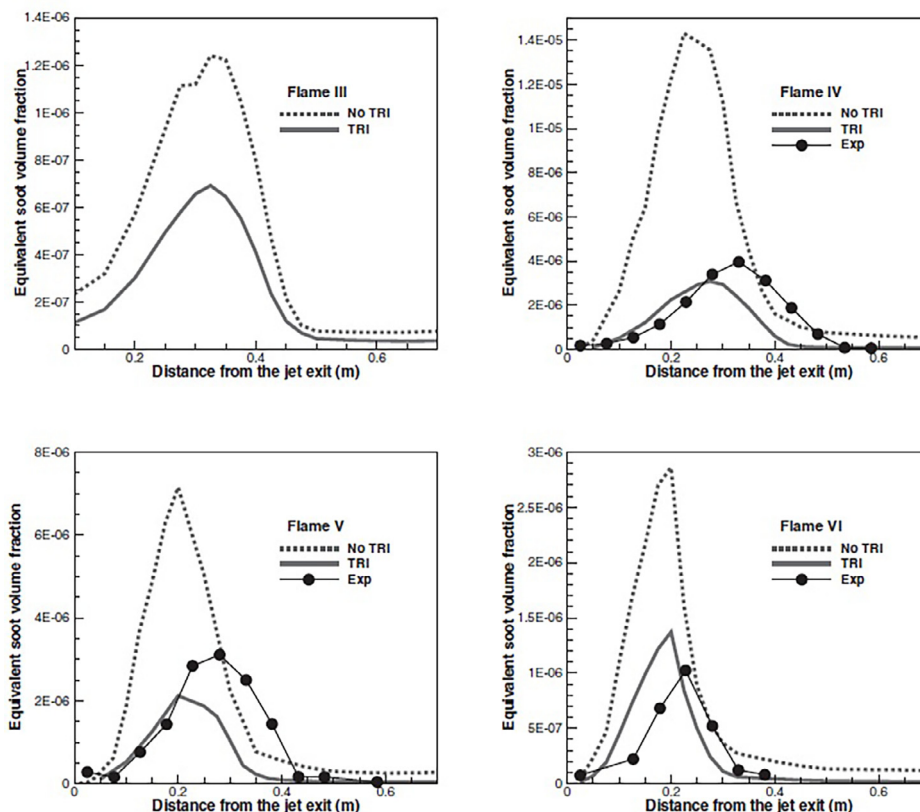 1.4E-06
1.2E-06
1E-06
8E-07
6E-07
4E-07
2E-07
0
0.2
0.4
0.6
Equivalent soot volume fraction
Distance from the jet exit (m)
Flame III
No TRI
TRI
1.4E-05
1.2E-05
1E-05
8E-06
6E-06
4E-06
2E-06
0
0
0.2
0.4
0.6
Equivalent soot volume fraction
Distance from the jet exit (m)
Flame IV
No TRI
TRI
Exp
8E-06
6E-06
4E-06
2E-06
0
0
0.2
0.4
0.6
Equivalent soot volume fraction
Distance from the jet exit (m)
Flame V
No TRI
TRI
Exp
3E-06
2.5E-06
2E-06
1.5E-06
1E-06
5E-07
0
0
0.2
0.4
0.6
Equivalent soot volume fraction
Distance from the jet exit (m)
Flame VI
No TRI
TRI
Exp